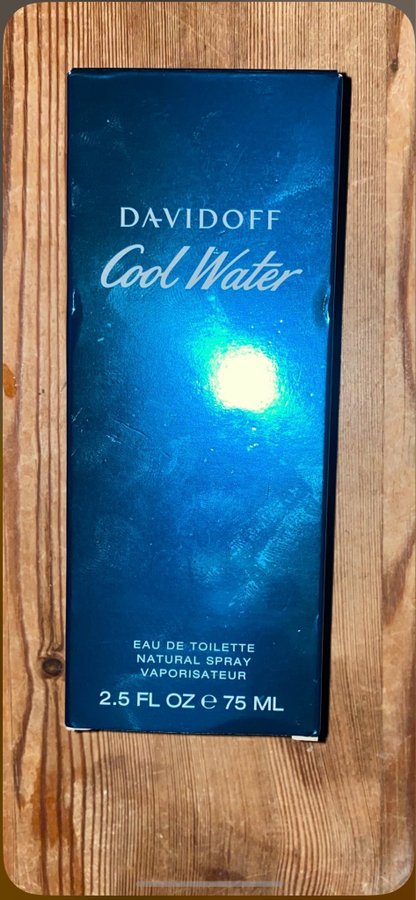 DAVIDOFF
Cool Water
EAU DE TOILETTE
NATURAL SPRAY
VAPORISATEUR
2.5 FL OZ ℮ 75 ML